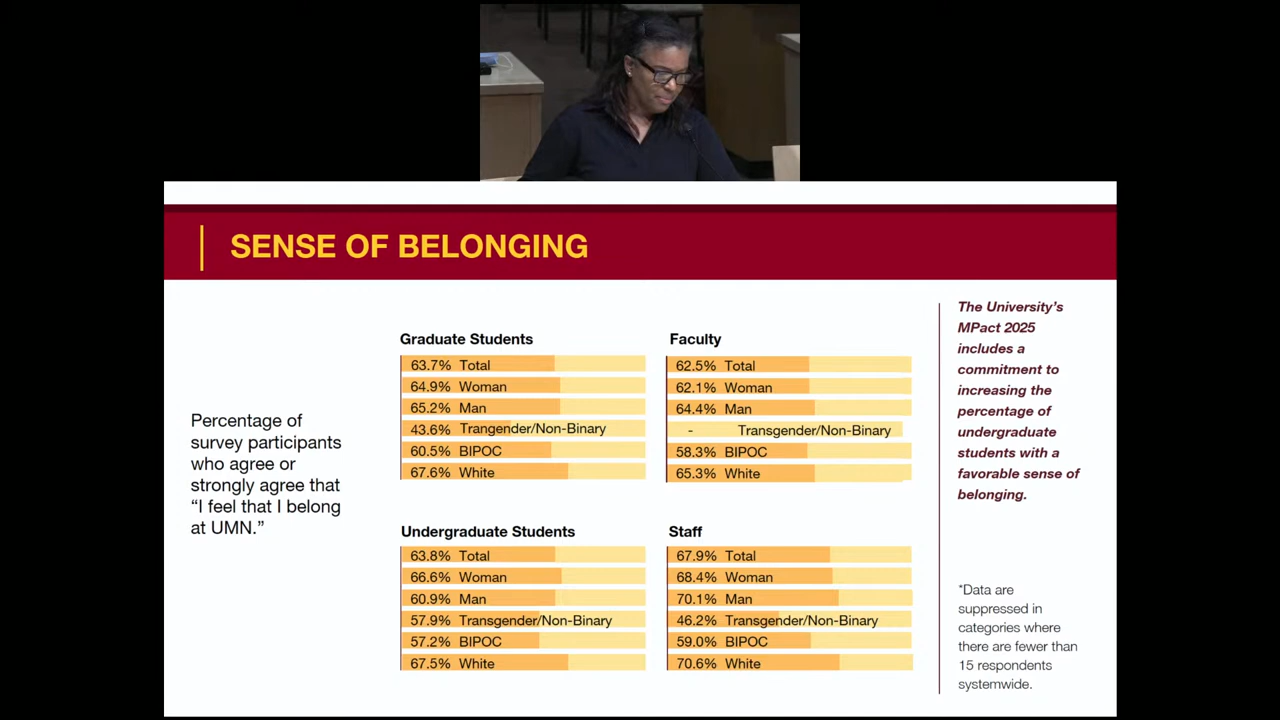 SENSE OF BELONGING
Percentage of
survey participants
who agree or
strongly agree that
“I feel that I belong
at UMN.”
Graduate Students
63.7% Total
64.9% Woman
65.2% Man
43.6% Trangender/Non-Binary
60.5% BIPOC
67.6% White
Faculty
62.5% Total
62.1% Woman
64.4% Man
- Transgender/Non-Binary
58.3% BIPOC
65.3% White
Undergraduate Students
63.8% Total
66.6% Woman
60.9% Man
57.9% Transgender/Non-Binary
57.2% BIPOC
67.5% White
Staff
67.9% Total
68.4% Woman
70.1% Man
46.2% Transgender/Non-Binary
59.0% BIPOC
70.6% White
The University’s
MPact 2025
includes a
commitment to
increasing the
percentage of
undergraduate
students with a
favorable sense of
belonging.
*Data are
suppressed in
categories where
there are fewer than
15 respondents
systemwide.